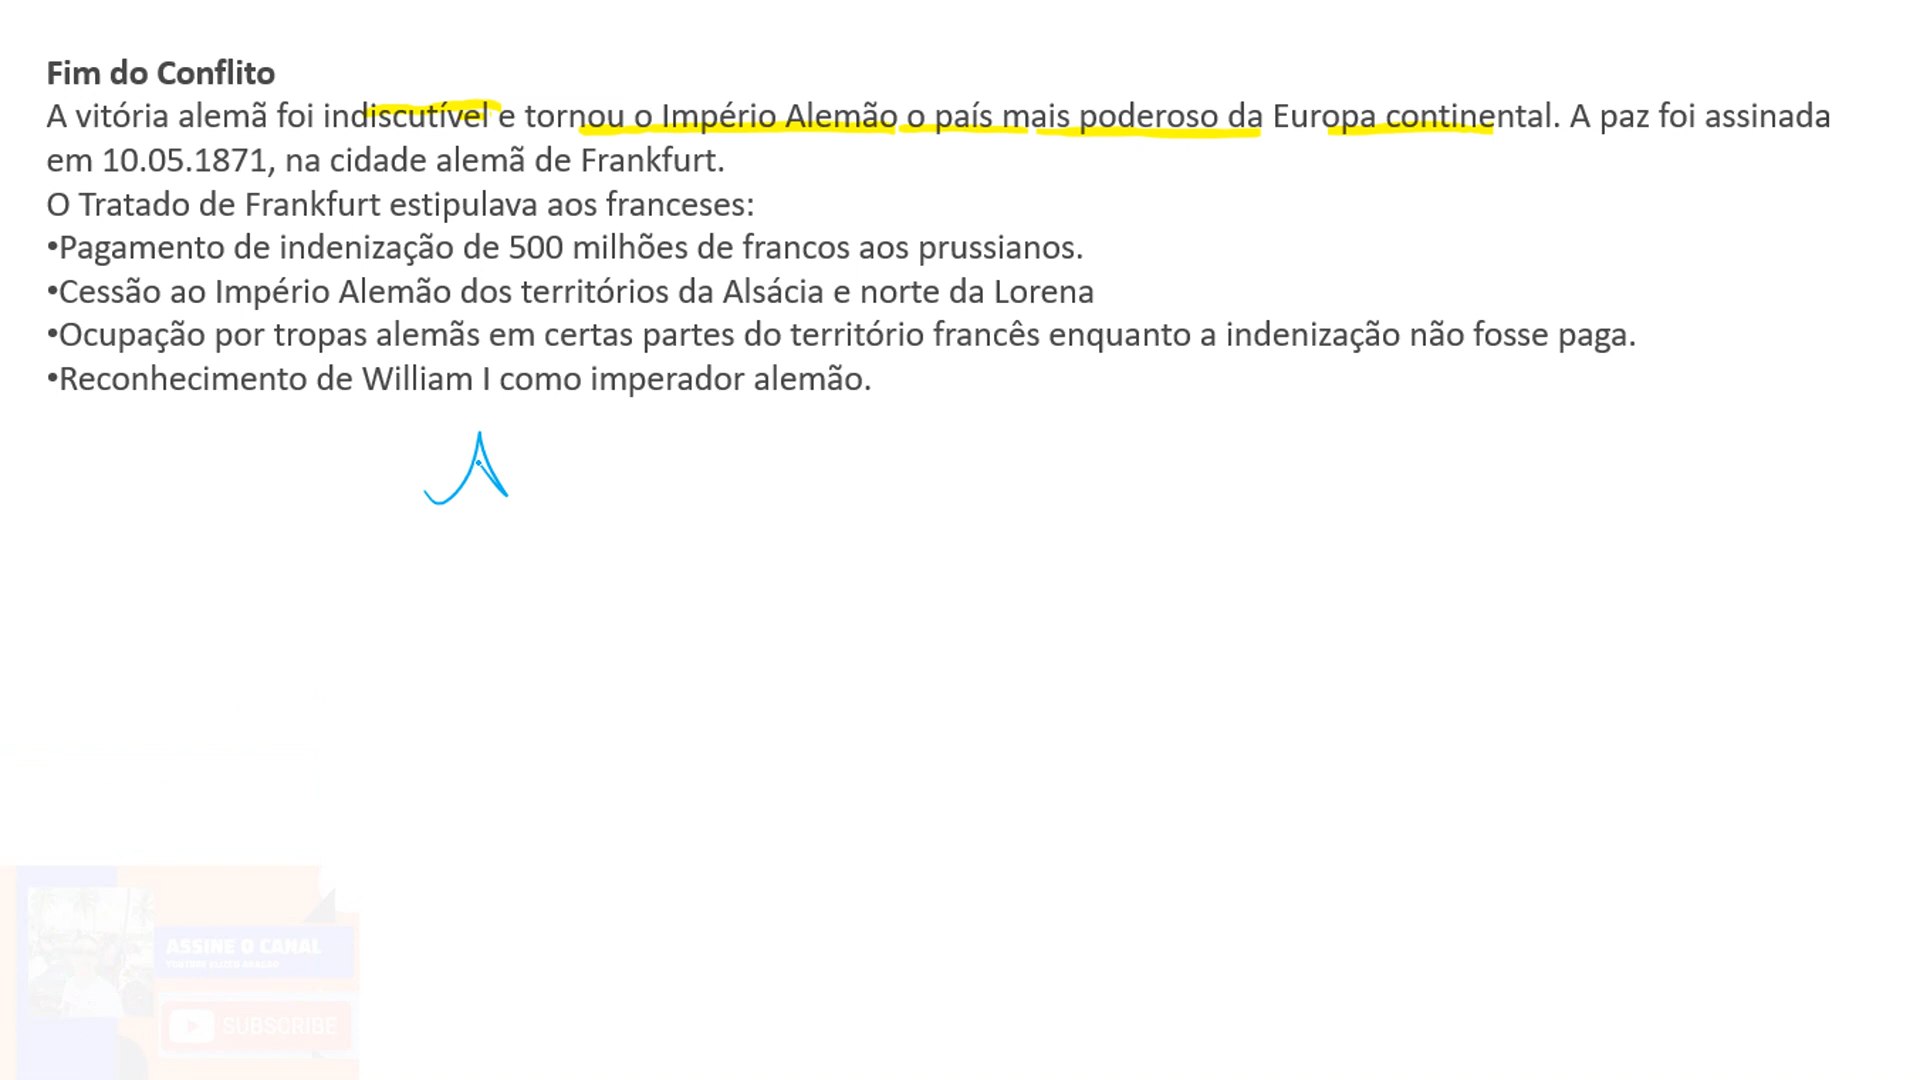 Fim do Conflito
A vitória alemã foi indiscutível e tornou o Império Alemão o país mais poderoso da Europa continental. A paz foi assinada
em 10.05.1871, na cidade alemã de Frankfurt.
O Tratado de Frankfurt estipulava aos franceses:
•Pagamento de indenização de 500 milhões de francos aos prussianos.
•Cessão ao Império Alemão dos territórios da Alsácia e norte da Lorena
•Ocupação por tropas alemãs em certas partes do território francês enquanto a indenização não fosse paga.
•Reconhecimento de William I como imperador alemão.
ASSINE O CANAL
SUBSCRIBE